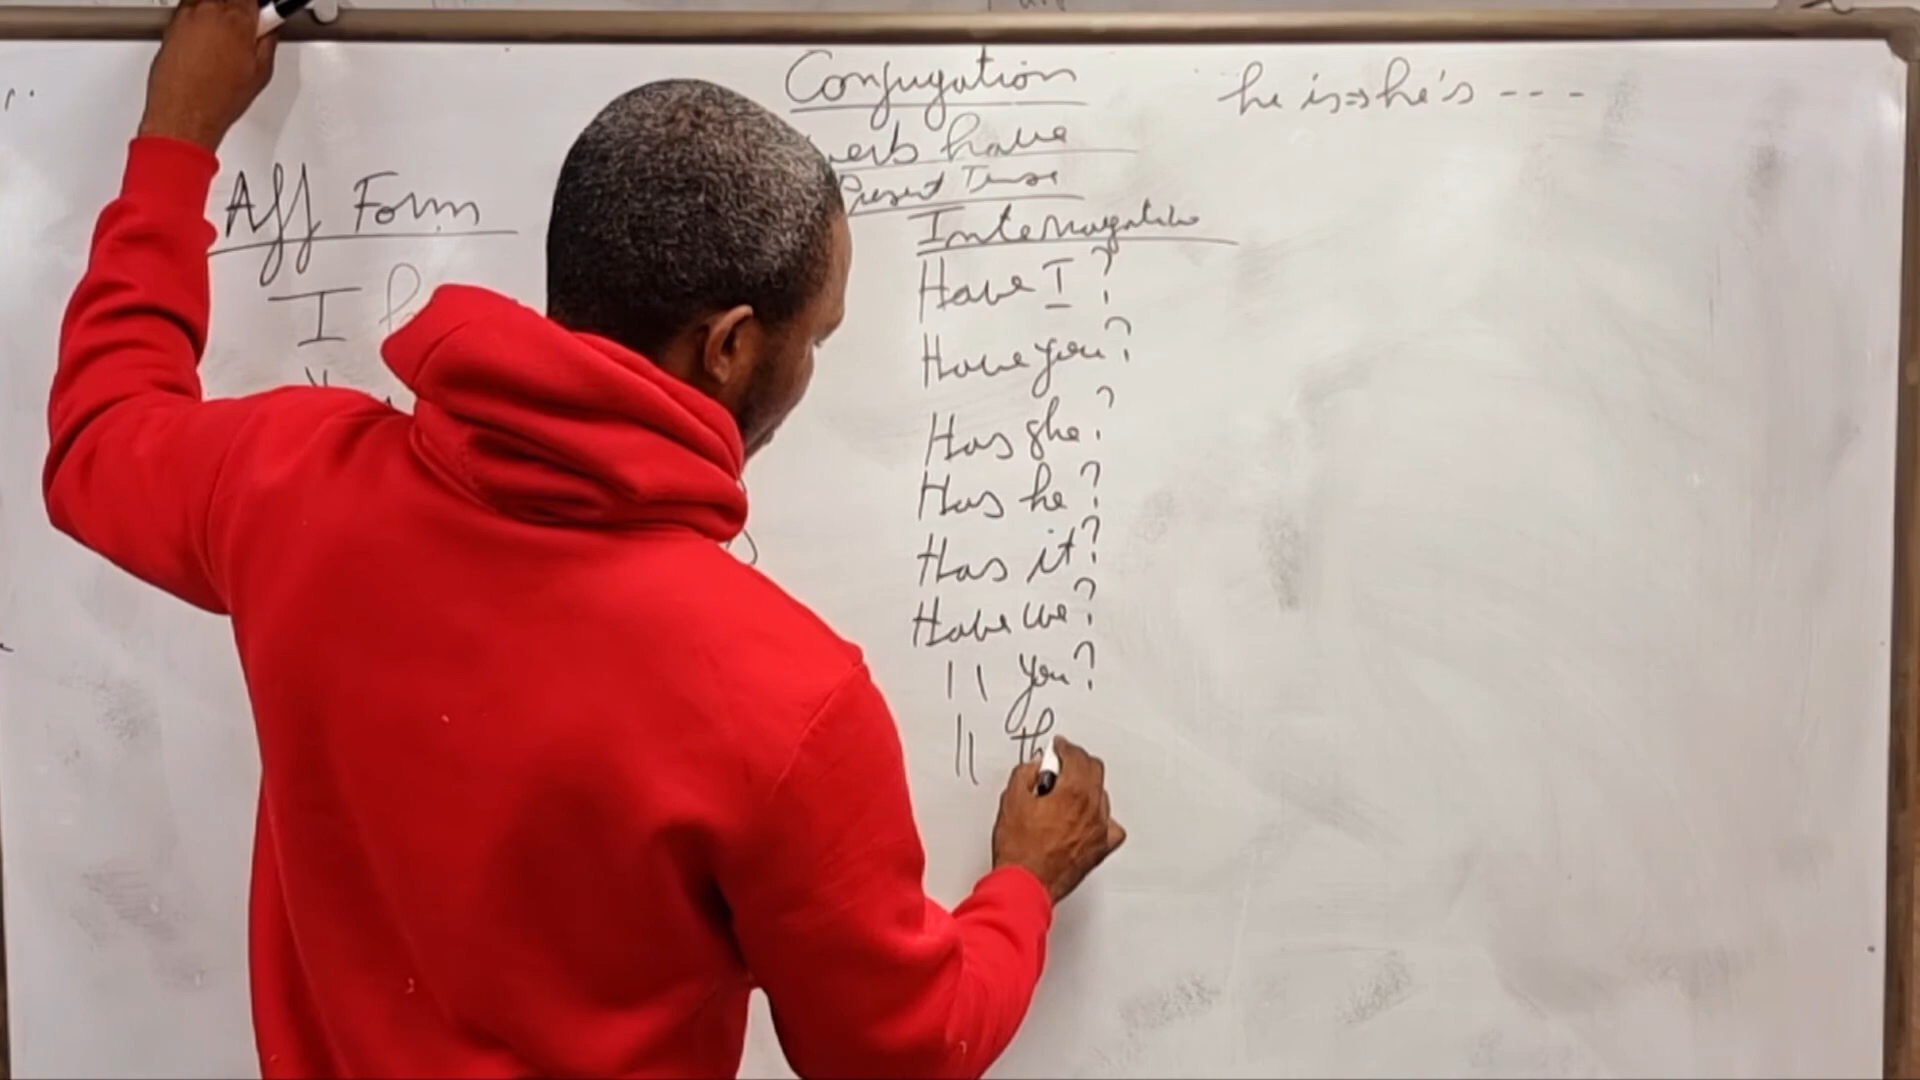 Conjugation
he is⇒he's ---
verb have
Present Tense
Aff Form
I
Interrogative
Have I?
Have you?
Has she?
Has he?
Has it?
Have we?
" you?
" th